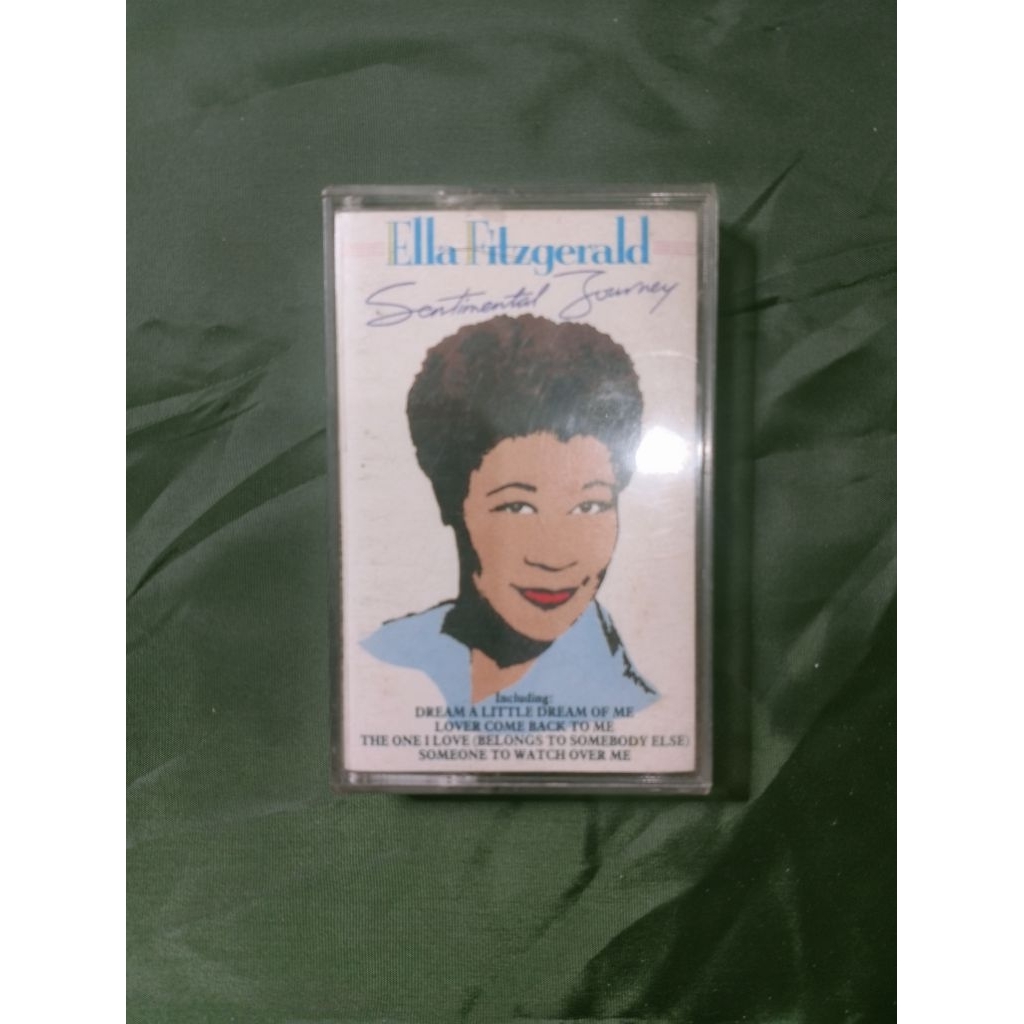 Ella Fitzgerald
Sentimental Journey
Including:
DREAM A LITTLE DREAM OF ME
LOVER COME BACK TO ME
THE ONE I LOVE (BELONGS TO SOMEBODY ELSE)
SOMEONE TO WATCH OVER ME